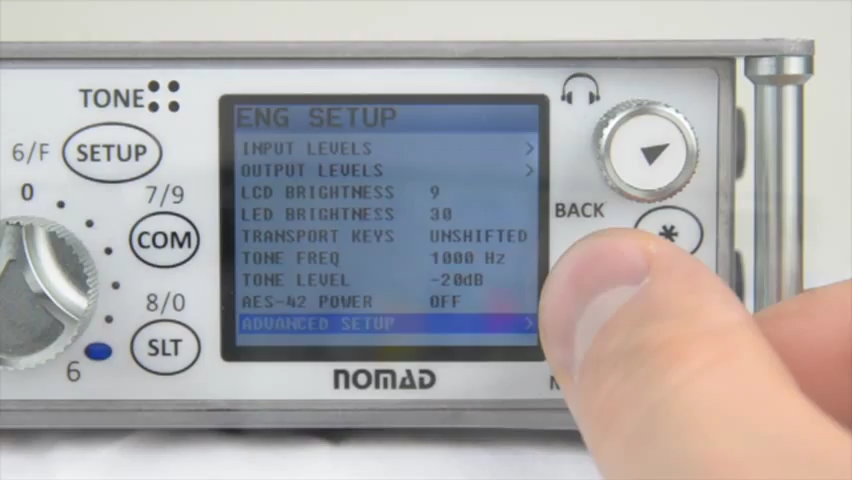 TONE
6/F
SETUP
0
7/9
COM
8/0
SLT
6
ENG SETUP
INPUT LEVELS >
OUTPUT LEVELS >
LCD BRIGHTNESS 9
LED BRIGHTNESS 30
TRANSPORT KEYS UNSHIFTED
TONE FREQ 1000 Hz
TONE LEVEL -20dB
AES-42 POWER OFF
ADVANCED SETUP >
NOMAD
BACK
*